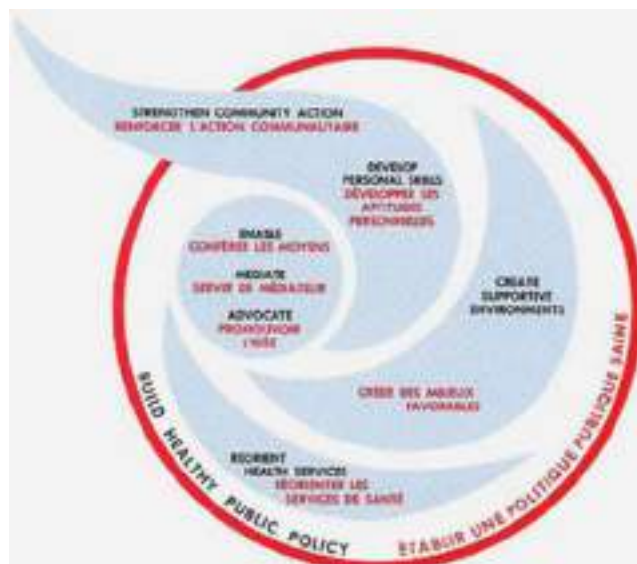 STRENGTHEN COMMUNITY ACTION
RENFORCER L'ACTION COMMUNAUTAIRE
DEVELOP
PERSONAL SKILLS
DÉVELOPPER LES
APTITUDES
PERSONNELLES
ENABLE
CONFÉRER LES MOYENS
MEDIATE
SERVIR DE MÉDIATEUR
ADVOCATE
PROMOUVOIR
L'IDÉE
CREATE
SUPPORTIVE
ENVIRONMENTS
CRÉER DES MILIEUX
FAVORABLES
REORIENT
HEALTH SERVICES
RÉORIENTER LES
SERVICES DE SANTÉ
BUILD HEALTHY PUBLIC POLICY
ÉTABLIR UNE POLITIQUE PUBLIQUE SAINE